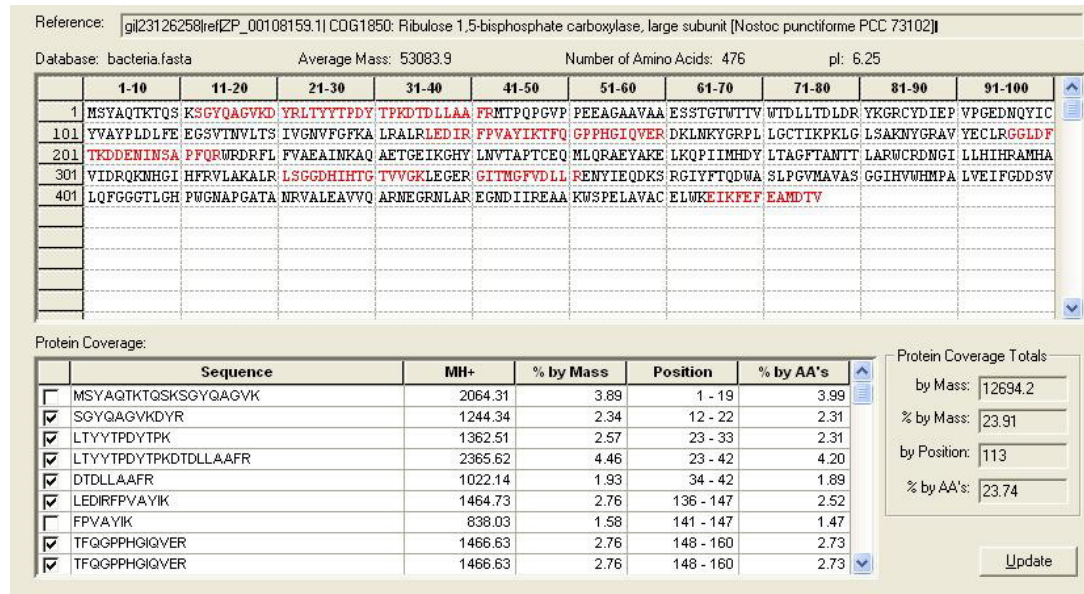 Reference: gi|23126258|ref|ZP_00108159.1| COG1850: Ribulose 1,5-bisphosphate carboxylase, large subunit [Nostoc punctiforme PCC 73102]
Database: bacteria.fasta Average Mass: 53083.9 Number of Amino Acids: 476 pI: 6.25
1-10 11-20 21-30 31-40 41-50 51-60 61-70 71-80 81-90 91-100
1 MSYAQTKTQS KSGYQAGVKD YRLTYYTPDY TPKDTDLLAA FRMTPQPGVP PEEAGAAVAA ESSTGTWTTV WTDLLTDLDR YKGRCYDIEP VPGEDNQYIC
101 YVAYPLDLFE EGSVTNVLTS IVGNVFGFKA LRALRLEDIR FPVAYIKTFQ GPPHGIQVER DKLNKYGRPL LGCTIKPKLG LSAKNYGRAV YECLRGGLDF
201 TKDDENINSA PFQRWRDRFL FVAEAINKAQ AETGEIKGHY LNVTAPTCEQ MLQRAEYAKE LKQPIIMHDY LTAGFTANTT LARWCRDNGI LLHIHRAMHA
301 VIDRQKNHGI HFRVLAKALR LSGGDHIHTG TVVGKLEGER GITMGFVDLL RENYIEQDKS RGIYFTQDWA SLPGVMAVAS GGIHVWHMPA LVEIFGDDSV
401 LQFGGGTLGH PWGNAPGATA NRVALEAVVQ ARNEGRNLAR EGNDIIREAA KWSPELAVAC ELWKEIKFEF EAMDTV
Protein Coverage:
Sequence MH+ % by Mass Position % by AA's
MSYAQTKTQSKSGYQAGVK 2064.31 3.89 1 - 19 3.99
SGYQAGVKDYR 1244.34 2.34 12 - 22 2.31
LTYYTPDYTPK 1362.51 2.57 23 - 33 2.31
LTYYTPDYTPKDTDLLAAFR 2365.62 4.46 23 - 42 4.20
DTDLLAAFR 1022.14 1.93 34 - 42 1.89
LEDIRFPVAYIK 1464.73 2.76 136 - 147 2.52
FPVAYIK 838.03 1.58 141 - 147 1.47
TFQGPPHGIQVER 1466.63 2.76 148 - 160 2.73
TFQGPPHGIQVER 1466.63 2.76 148 - 160 2.73
Protein Coverage Totals
by Mass: 12694.2
% by Mass: 23.91
by Position: 113
% by AA's: 23.74
Update